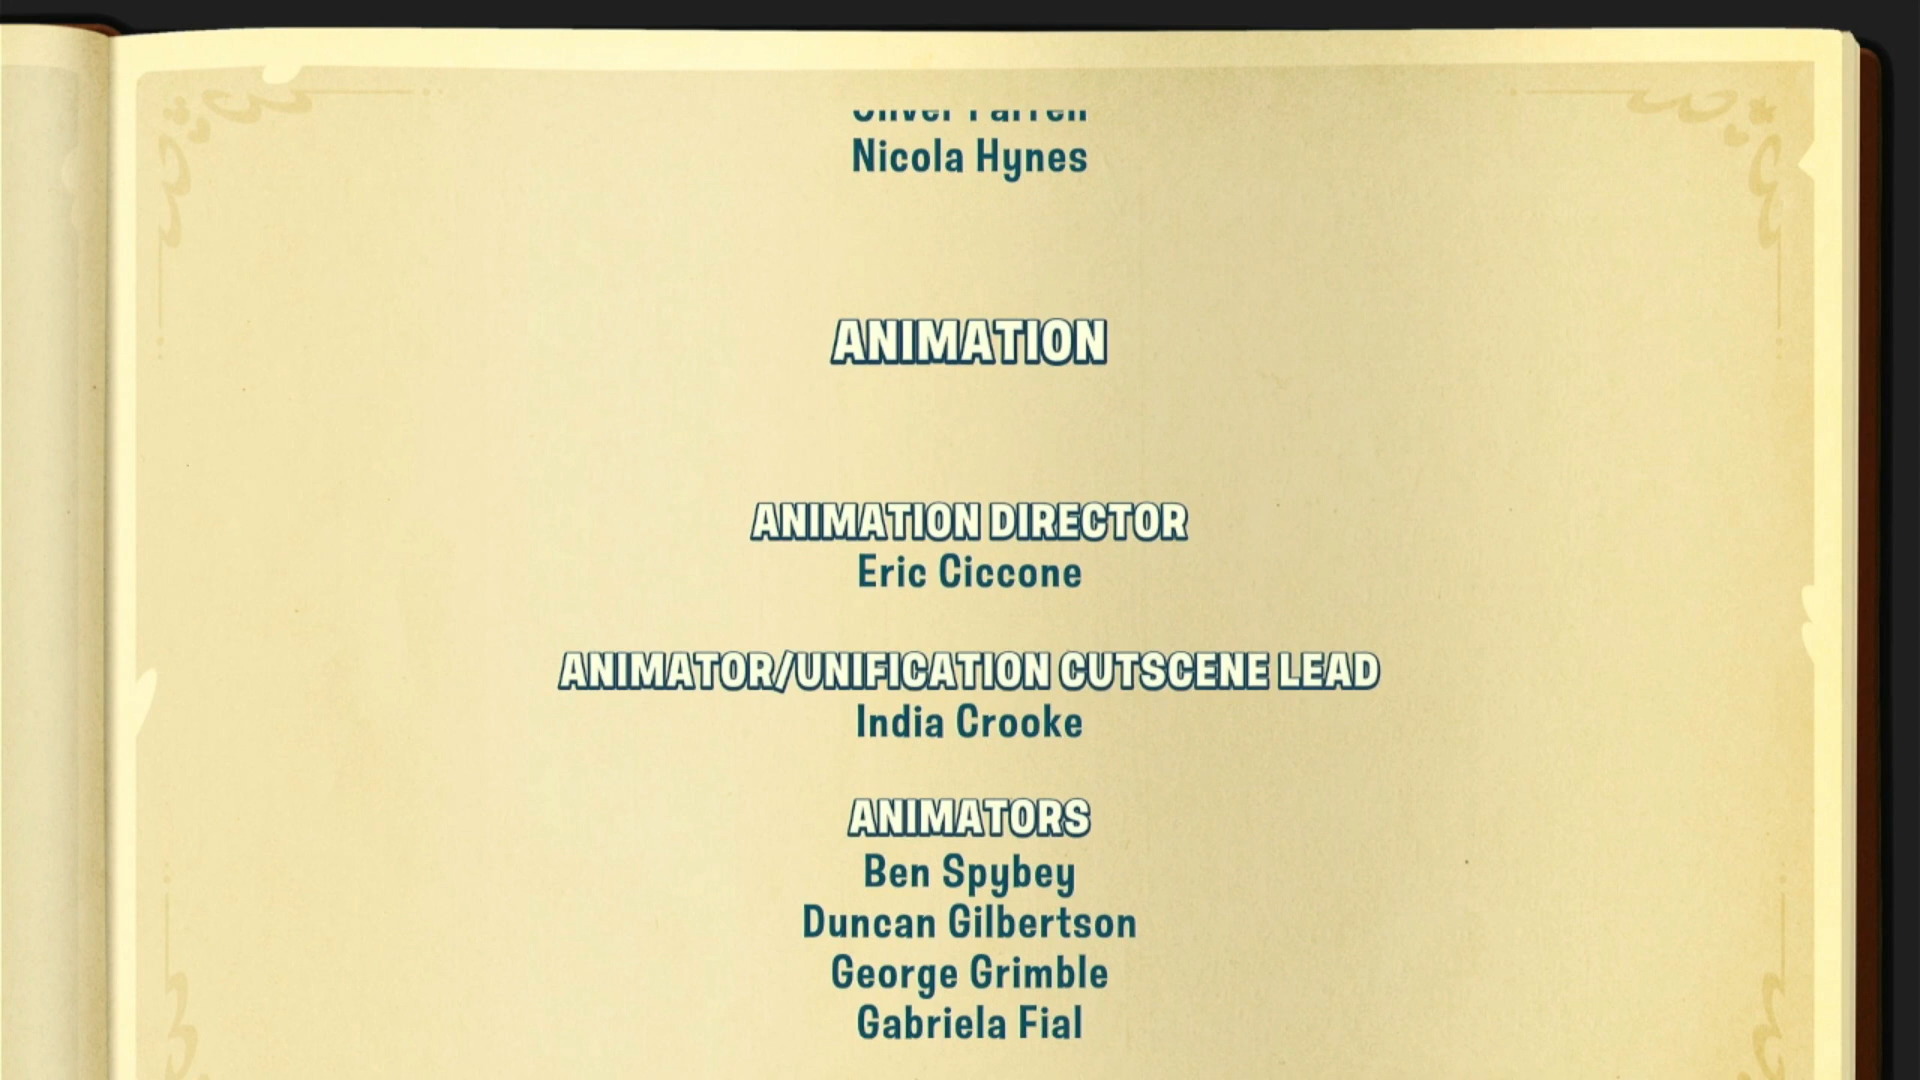 Nicola Hynes
ANIMATION
ANIMATION DIRECTOR
Eric Ciccone
ANIMATOR/UNIFICATION CUTSCENE LEAD
India Crooke
ANIMATORS
Ben Spybey
Duncan Gilbertson
George Grimble
Gabriela Fial